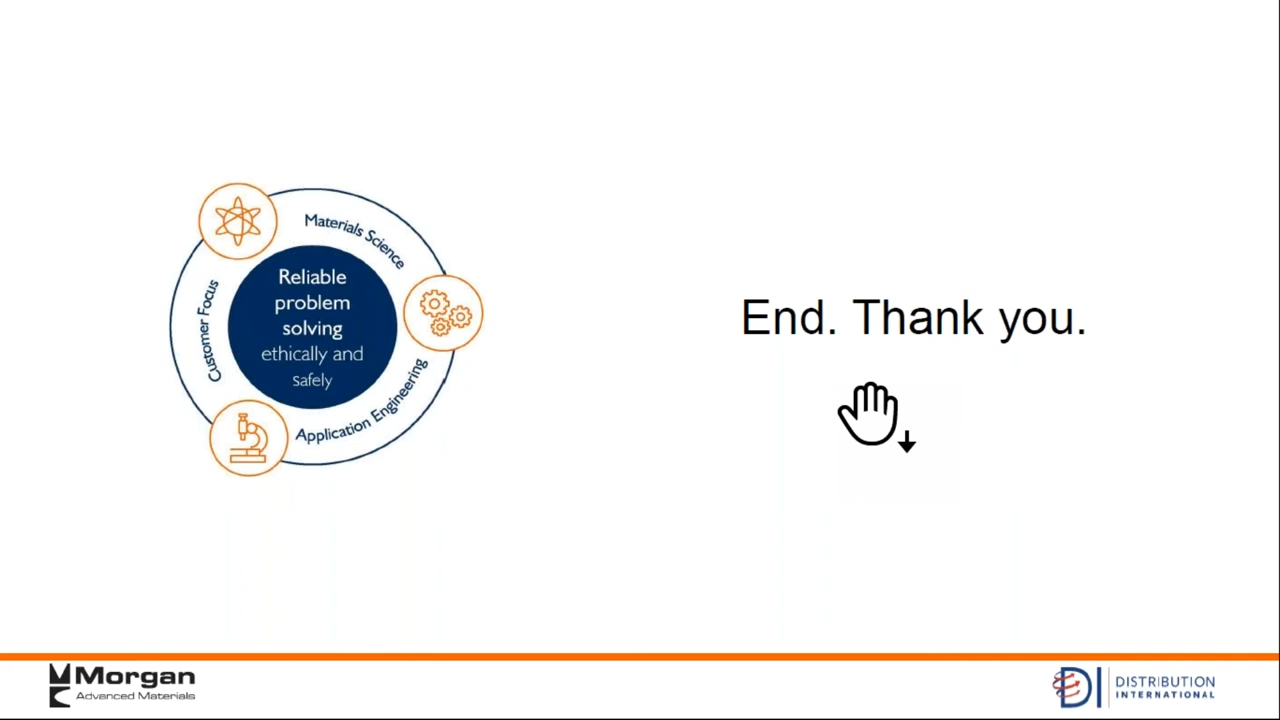 Materials Science
Customer Focus
Reliable
problem
solving
ethically and
safely
Application Engineering
End. Thank you.
Morgan
Advanced Materials
DI
DISTRIBUTION
INTERNATIONAL